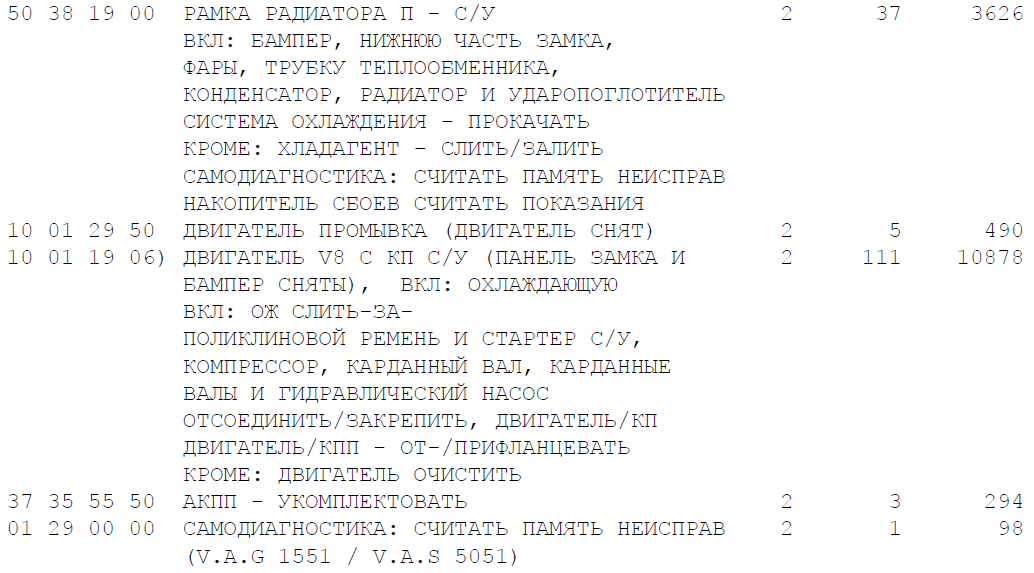 50 38 19 00 РАМКА РАДИАТОРА П - С/У 2 37 3626
ВКЛ: БАМПЕР, НИЖНЮЮ ЧАСТЬ ЗАМКА,
ФАРЫ, ТРУБКУ ТЕПЛООБМЕННИКА,
КОНДЕНСАТОР, РАДИАТОР И УДАРОПОГЛОТИТЕЛЬ
СИСТЕМА ОХЛАЖДЕНИЯ - ПРОКАЧАТЬ
КРОМЕ: ХЛАДАГЕНТ - СЛИТЬ/ЗАЛИТЬ
САМОДИАГНОСТИКА: СЧИТАТЬ ПАМЯТЬ НЕИСПРАВ
НАКОПИТЕЛЬ СБОЕВ СЧИТАТЬ ПОКАЗАНИЯ
10 01 29 50 ДВИГАТЕЛЬ ПРОМЫВКА (ДВИГАТЕЛЬ СНЯТ) 2 5 490
10 01 19 06) ДВИГАТЕЛЬ V8 С КП С/У (ПАНЕЛЬ ЗАМКА И 2 111 10878
БАМПЕР СНЯТЫ), ВКЛ: ОХЛАЖДАЮЩУЮ
ВКЛ: ОЖ СЛИТЬ-ЗА-
ПОЛИКЛИНОВОЙ РЕМЕНЬ И СТАРТЕР С/У,
КОМПРЕССОР, КАРДАННЫЙ ВАЛ, КАРДАННЫЕ
ВАЛЫ И ГИДРАВЛИЧЕСКИЙ НАСОС
ОТСОЕДИНИТЬ/ЗАКРЕПИТЬ, ДВИГАТЕЛЬ/КП
ДВИГАТЕЛЬ/КПП - ОТ-/ПРИФЛАНЦЕВАТЬ
КРОМЕ: ДВИГАТЕЛЬ ОЧИСТИТЬ
37 35 55 50 АКПП - УКОМПЛЕКТОВАТЬ 2 3 294
01 29 00 00 САМОДИАГНОСТИКА: СЧИТАТЬ ПАМЯТЬ НЕИСПРАВ 2 1 98
(V.A.G 1551 / V.A.S 5051)